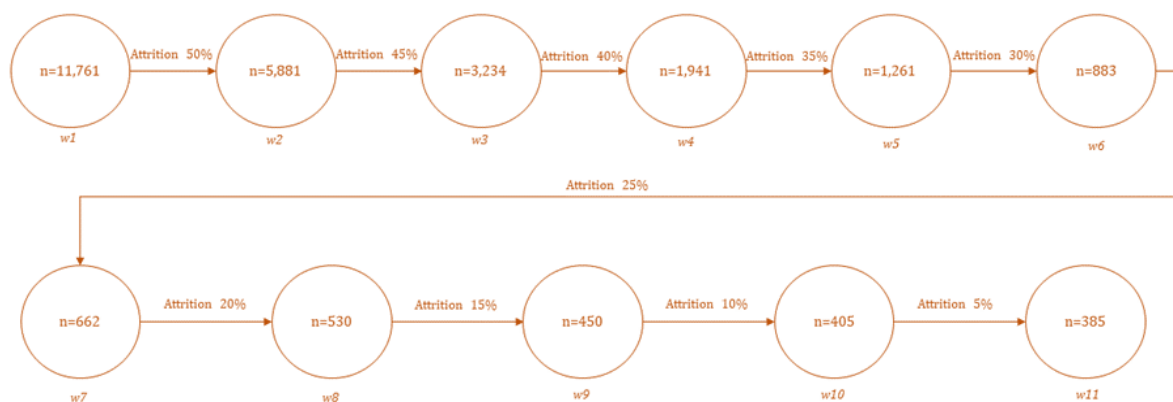 Attrition 50% Attrition 45% Attrition 40% Attrition 35% Attrition 30%
n=11,761 n=5,881 n=3,234 n=1,941 n=1,261 n=883
w1 w2 w3 w4 w5 w6
Attrition 25%
Attrition 20% Attrition 15% Attrition 10% Attrition 5%
n=662 n=530 n=450 n=405 n=385
w7 w8 w9 w10 w11